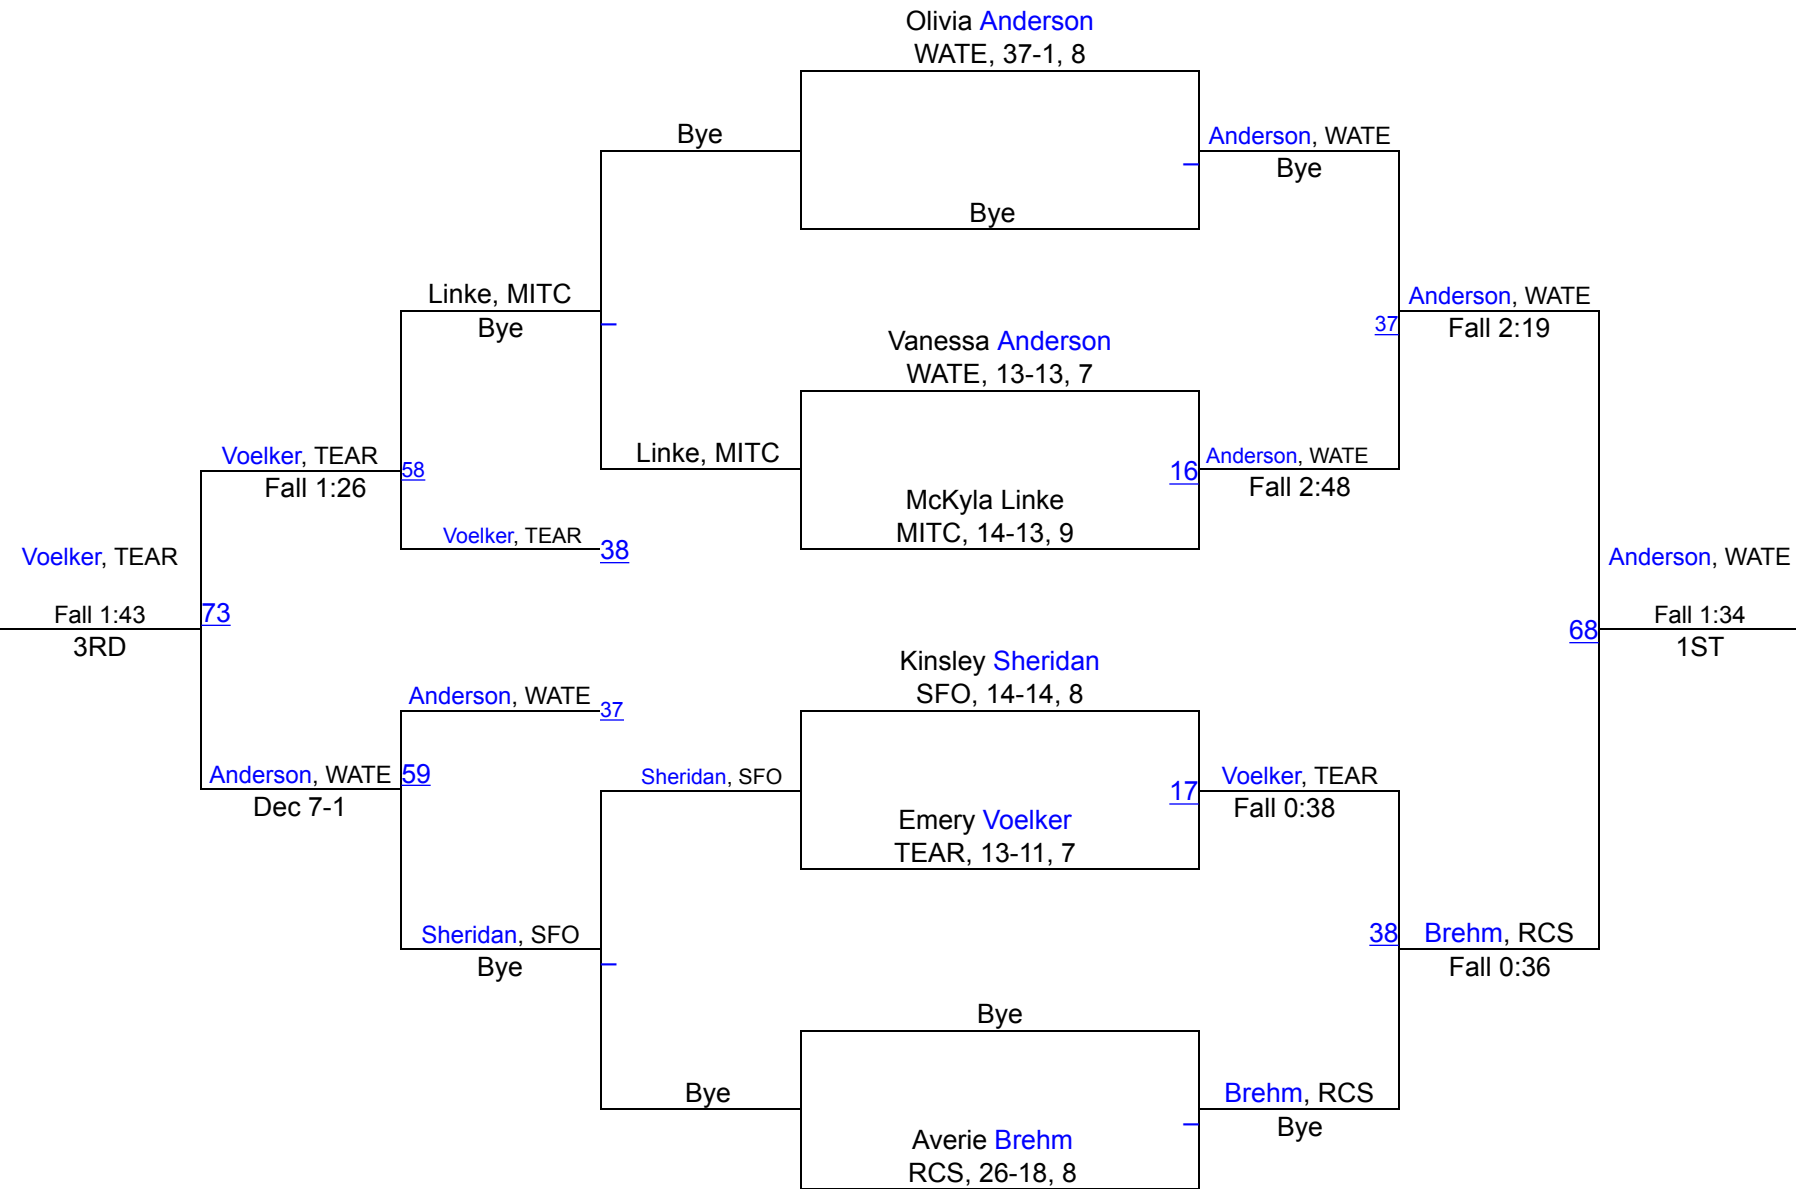 Olivia Anderson
WATE, 37-1, 8
Bye
Anderson, WATE
Bye
Bye
Linke, MITC
Bye
Anderson, WATE
37
Fall 2:19
Vanessa Anderson
WATE, 13-13, 7
Linke, MITC
Voelker, TEAR
58
16
Anderson, WATE
Fall 1:26
Fall 2:48
McKyla Linke
MITC, 14-13, 9
Voelker, TEAR
38
Voelker, TEAR
Anderson, WATE
Fall 1:43
73
3RD
68
Fall 1:34
1ST
Kinsley Sheridan
SFO, 14-14, 8
Anderson, WATE
37
Anderson, WATE
59
Dec 7-1
Sheridan, SFO
17
Voelker, TEAR
Fall 0:38
Emery Voelker
TEAR, 13-11, 7
Sheridan, SFO
Bye
38
Brehm, RCS
Fall 0:36
Bye
Bye
Brehm, RCS
Bye
Averie Brehm
RCS, 26-18, 8